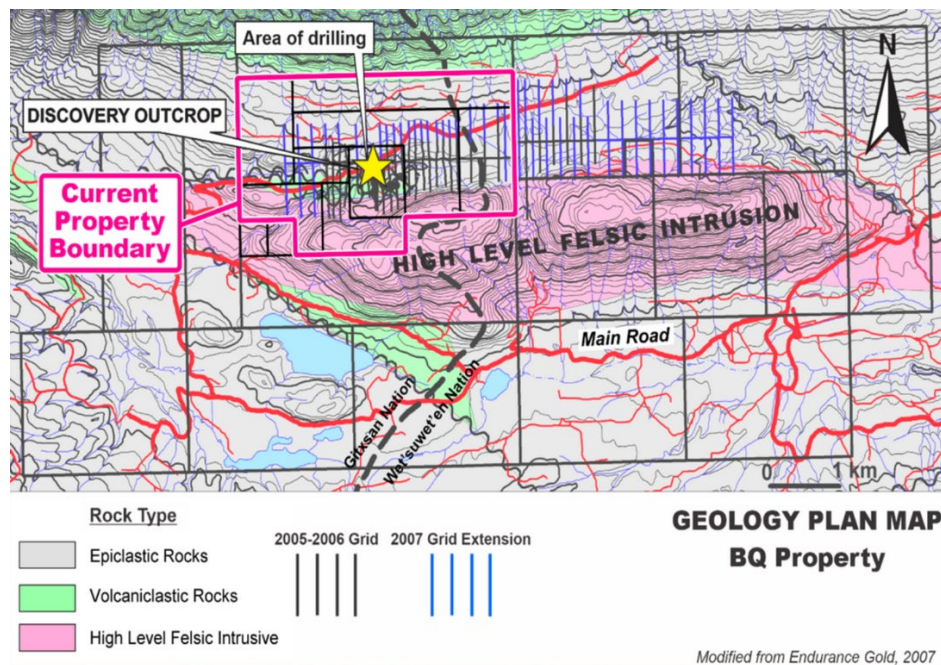 Area of drilling
N
DISCOVERY OUTCROP
Current
Property
Boundary
HIGH LEVEL FELSIC INTRUSION
Main Road
Gitxsan Nation
Wet'suwet'en Nation
0 1 km
Rock Type
Epiclastic Rocks
Volcaniclastic Rocks
High Level Felsic Intrusive
2005-2006 Grid
2007 Grid Extension
GEOLOGY PLAN MAP
BQ Property
Modified from Endurance Gold, 2007